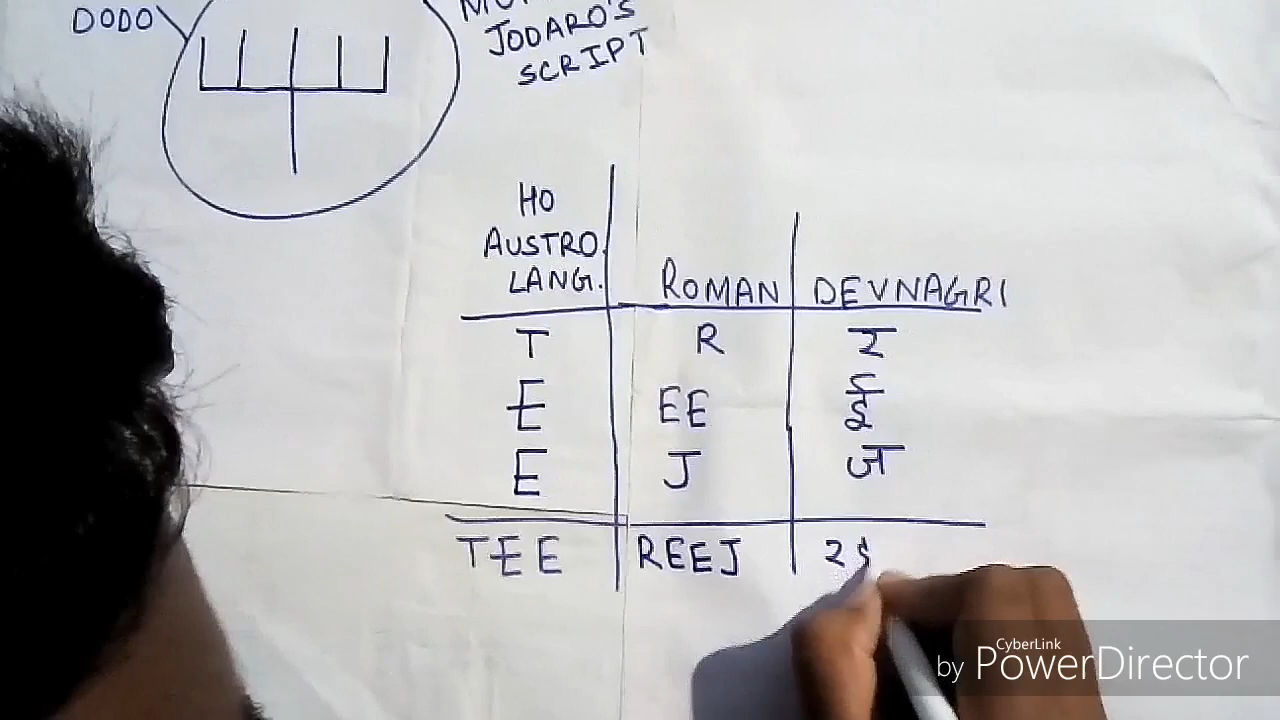 DODO
JODARO'S
SCRIPT
HO
AUSTRO.
LANG.
ROMAN
DEVNAGRI
T R र
E EE ई
E J ज
TEE REEJ र
CyberLink
by PowerDirector